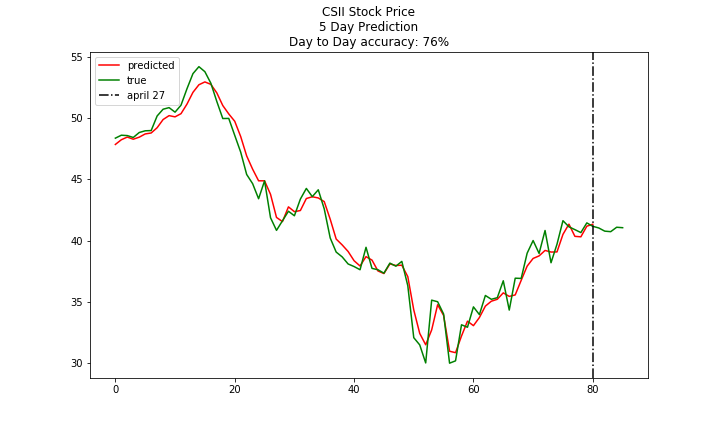 CSII Stock Price
5 Day Prediction
Day to Day accuracy: 76%
predicted
true
april 27
55
50
45
40
35
30
0 20 40 60 80